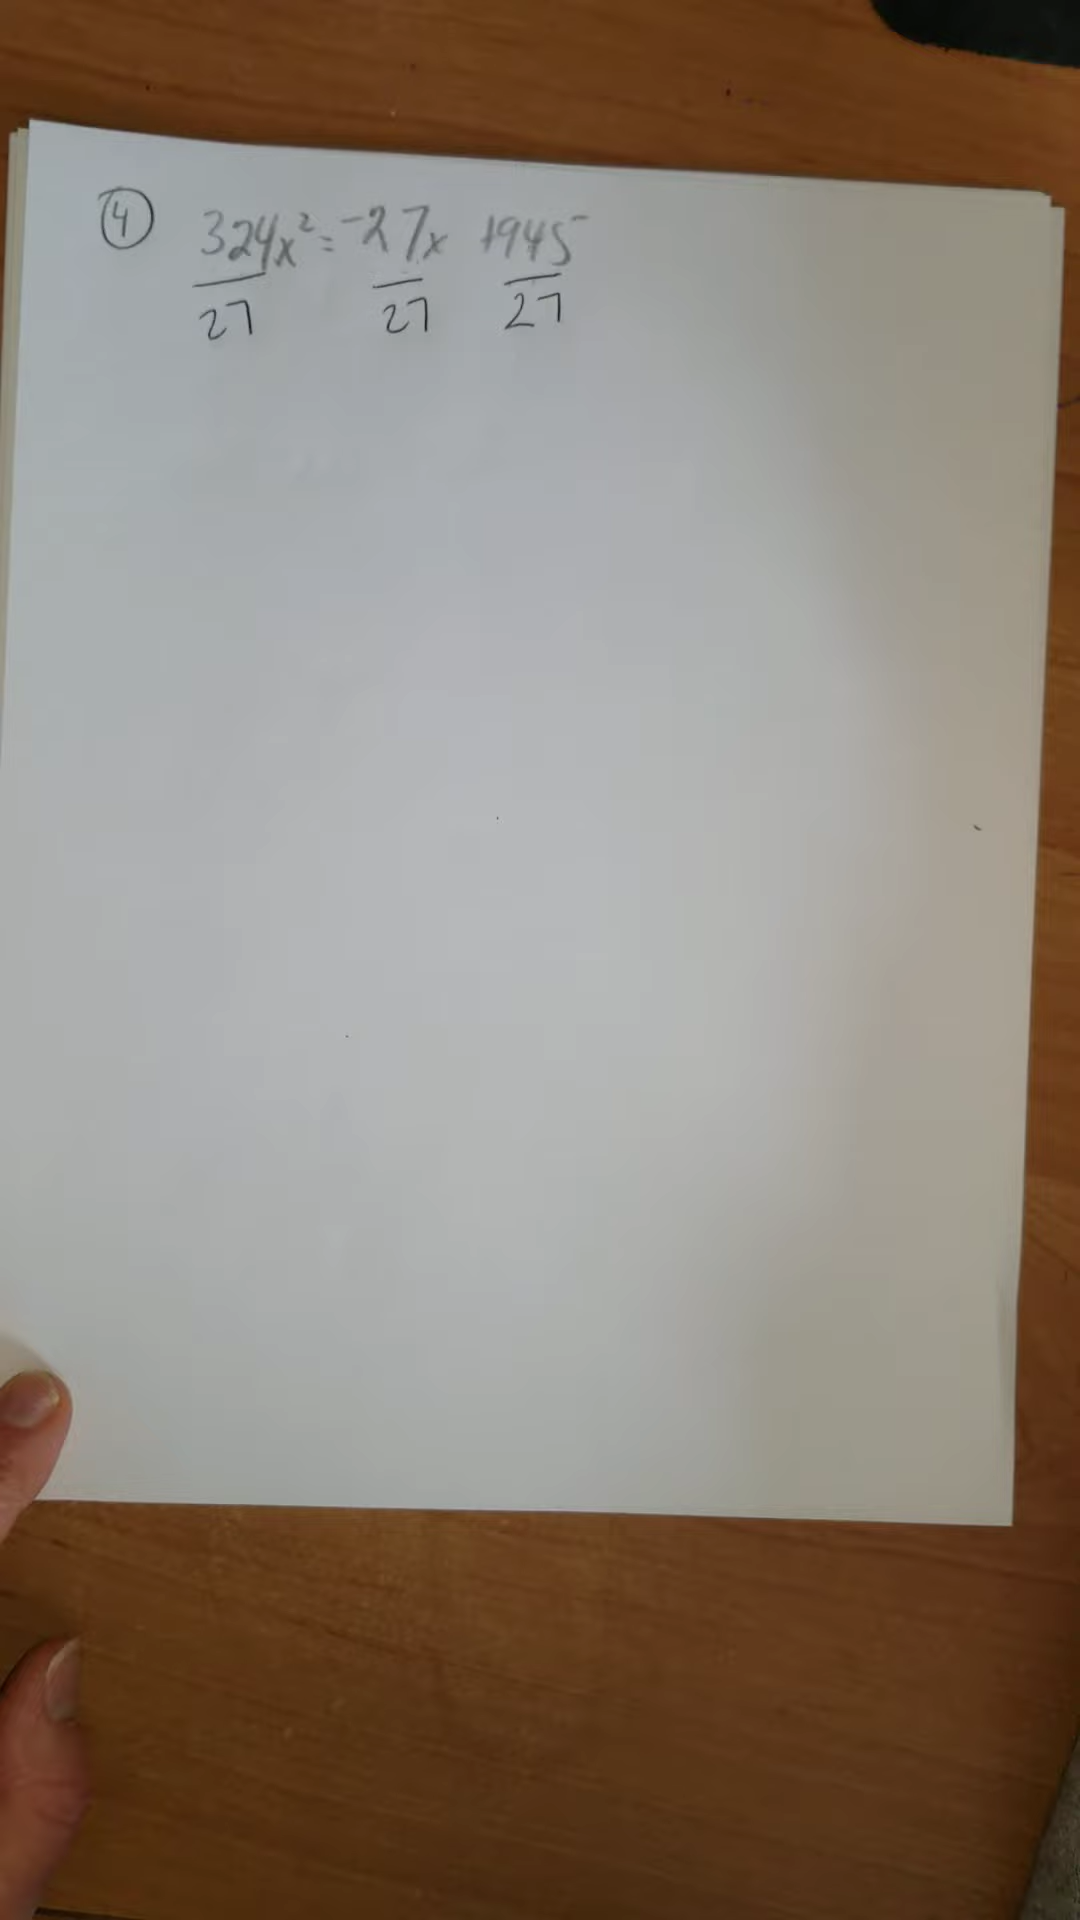 ④ 324x² = -27x +945
27 27 27